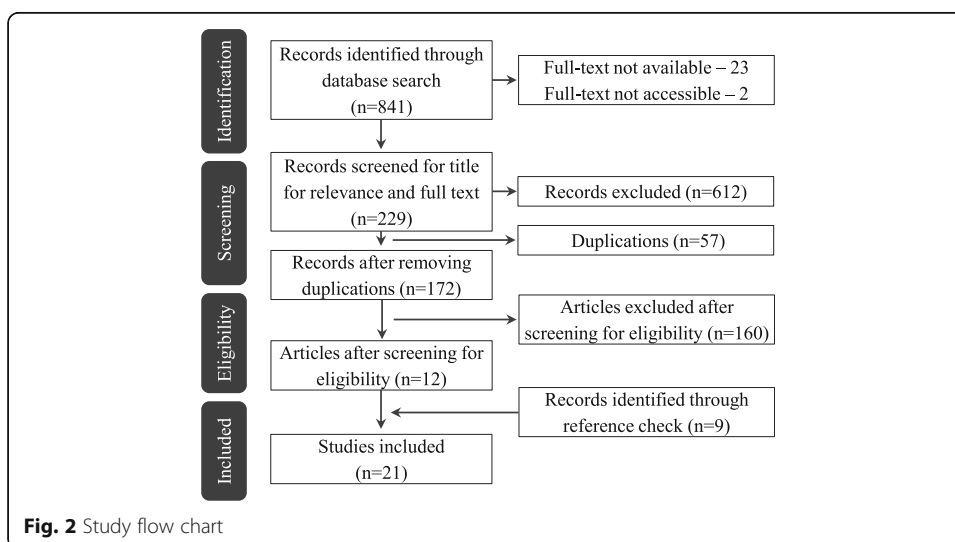 Identification
Records identified through
database search
(n=841)
Full-text not available – 23
Full-text not accessible – 2
Screening
Records screened for title
for relevance and full text
(n=229)
Records excluded (n=612)
Duplications (n=57)
Records after removing
duplications (n=172)
Eligibility
Articles excluded after
screening for eligibility (n=160)
Articles after screening for
eligibility (n=12)
Included
Records identified through
reference check (n=9)
Studies included
(n=21)
Fig. 2 Study flow chart